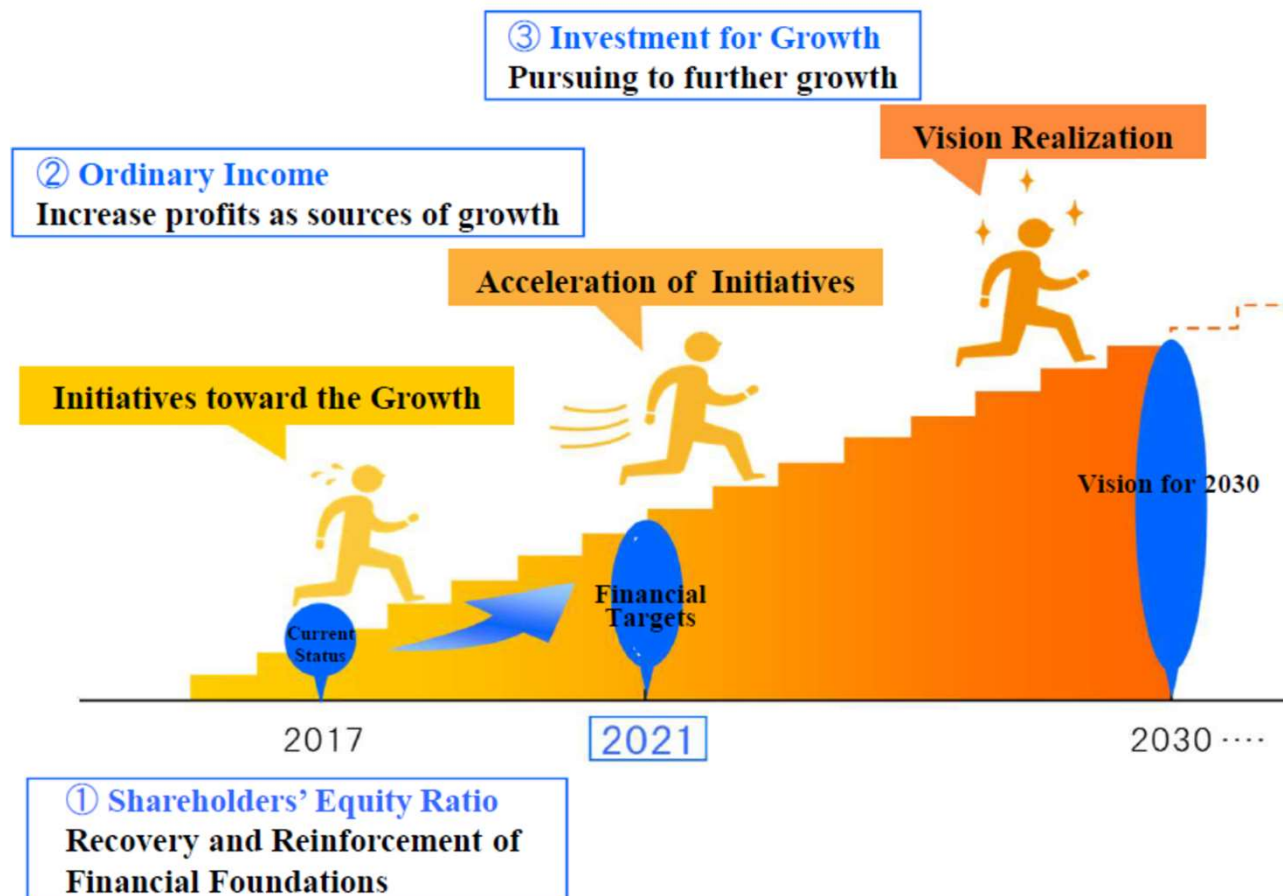 ③ Investment for Growth
Pursuing to further growth
Vision Realization
② Ordinary Income
Increase profits as sources of growth
Acceleration of Initiatives
Initiatives toward the Growth
Vision for 2030
Financial
Targets
Current
Status
2017
2021
2030 ····
① Shareholders’ Equity Ratio
Recovery and Reinforcement of
Financial Foundations